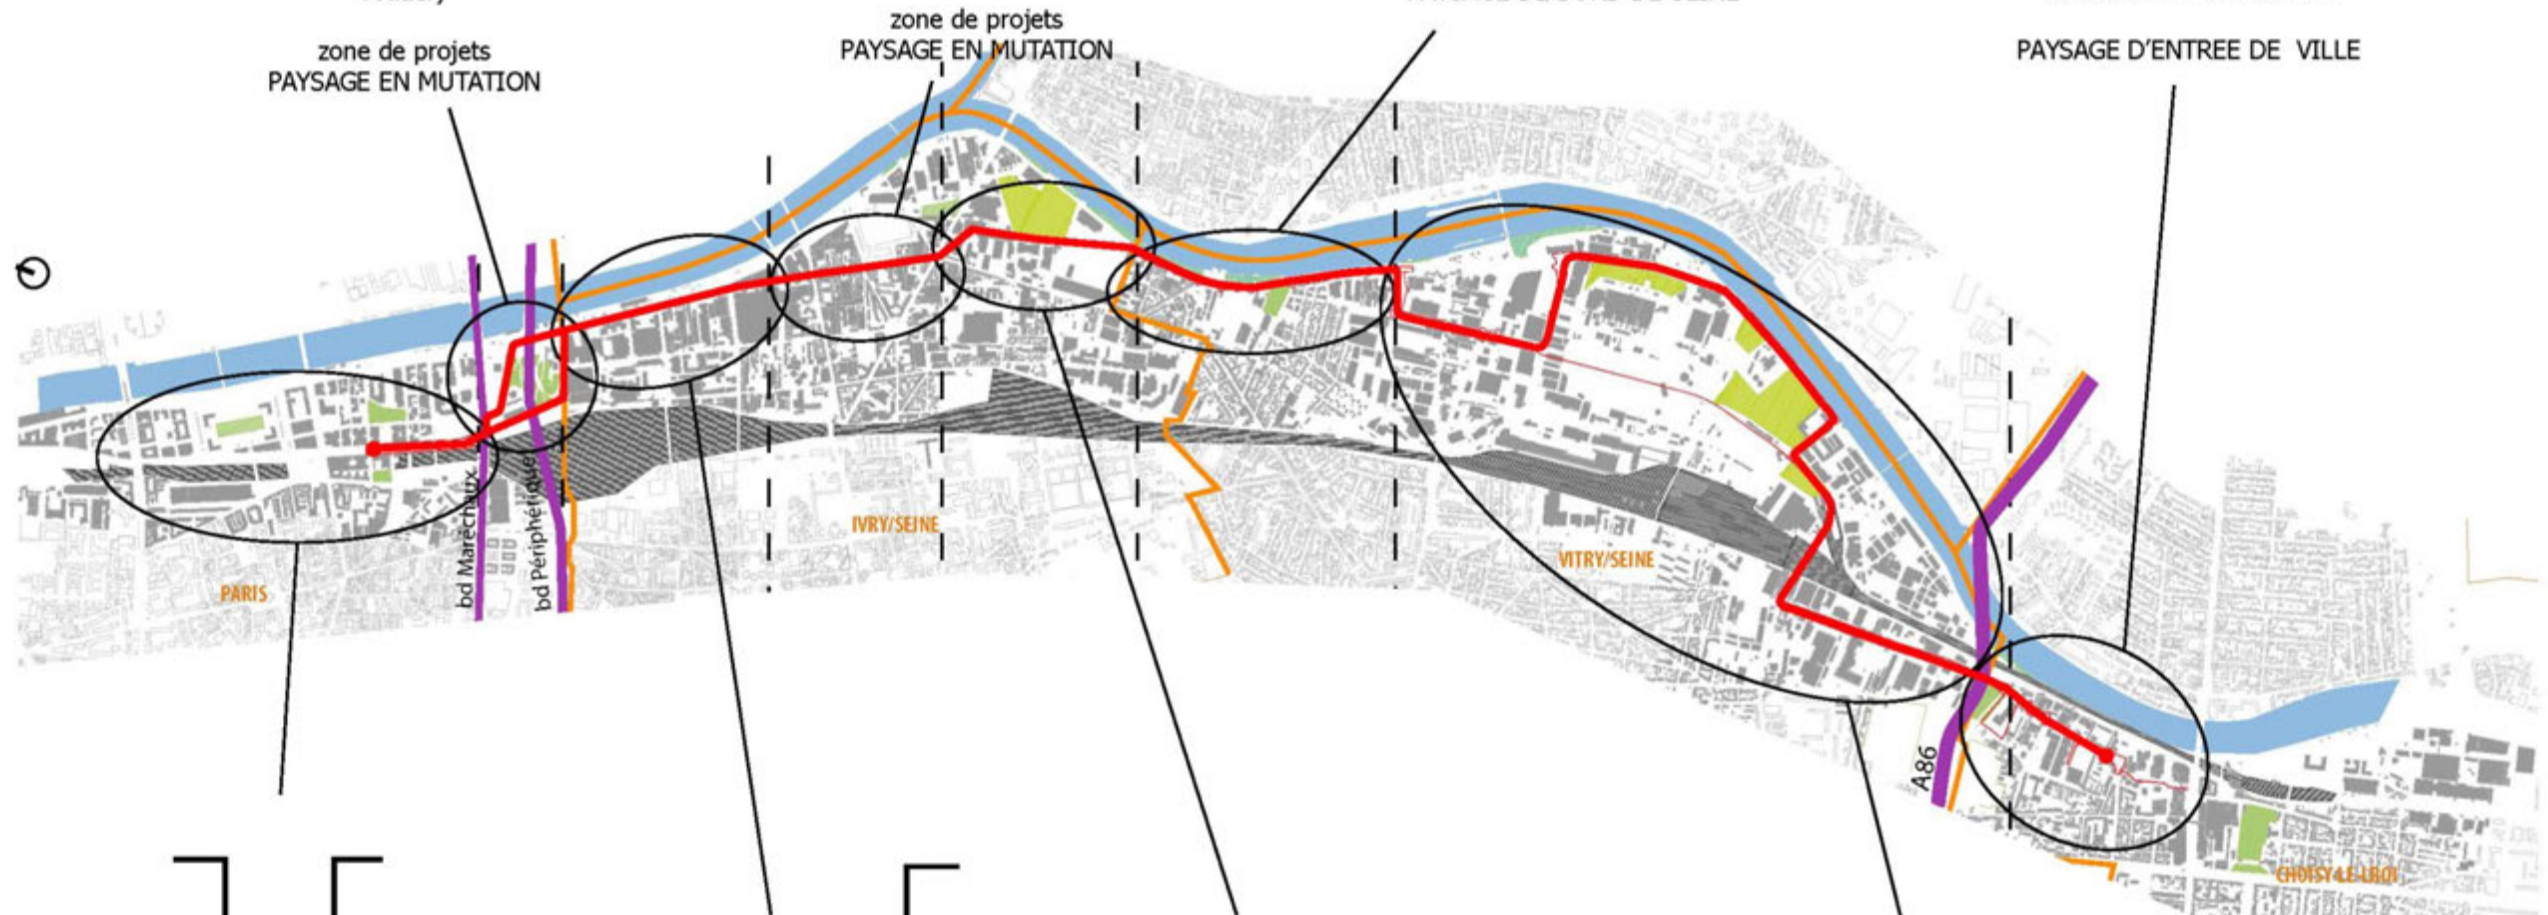 zone de projets
PAYSAGE EN MUTATION
zone de projets
PAYSAGE EN MUTATION
PAYSAGE D'ENTREE DE VILLE
bd Maréchaux
bd Périphérique
PARIS
IVRY/SEINE
VITRY/SEINE
A86
CHOISY-LE-LROI